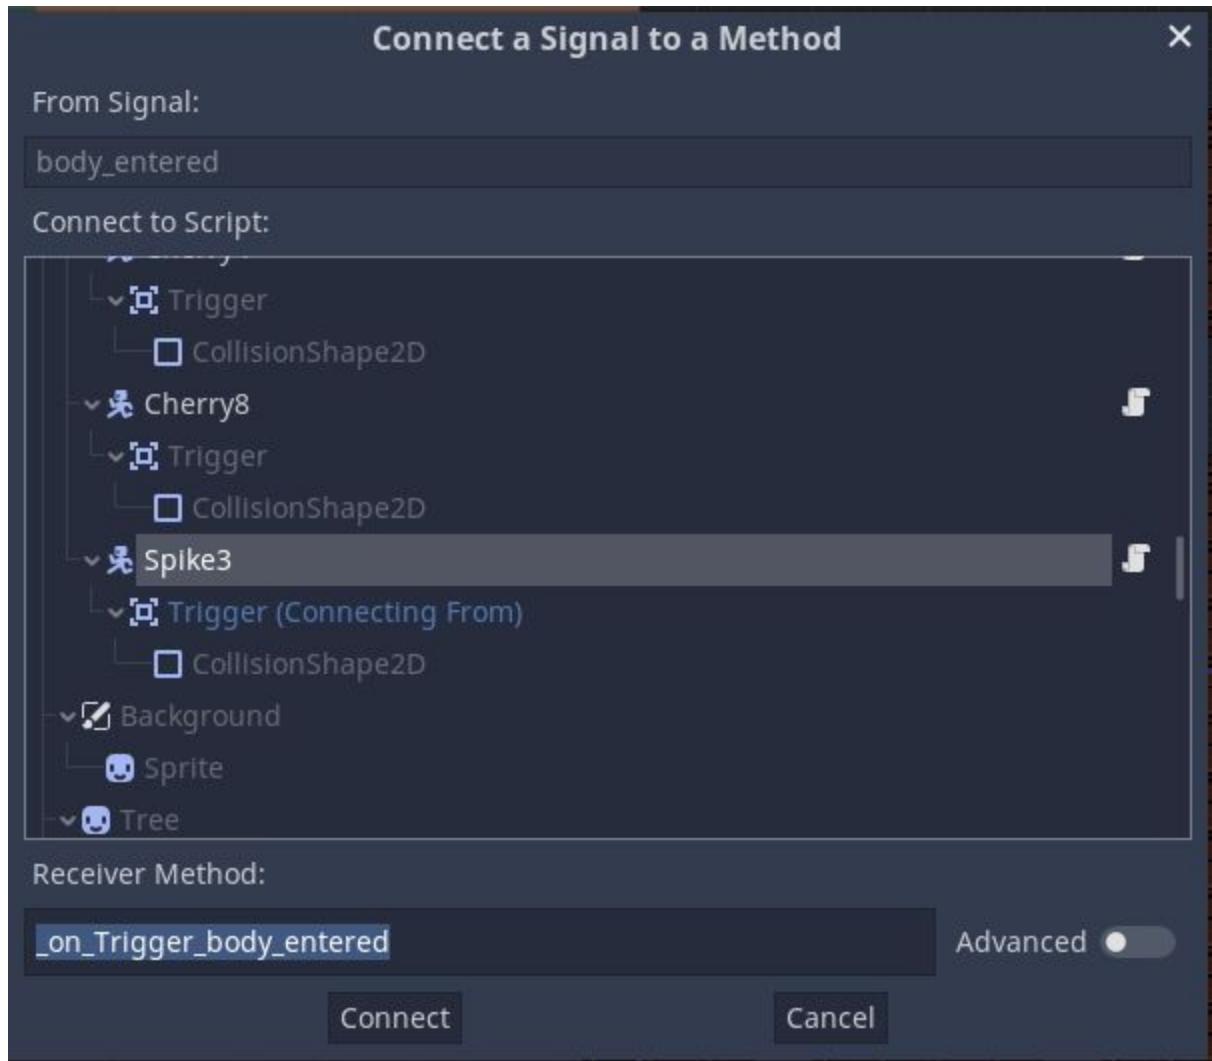 Connect a Signal to a Method
From Signal:
body_entered
Connect to Script:
Trigger
CollisionShape2D
Cherry8
Trigger
CollisionShape2D
Spike3
Trigger (Connecting From)
CollisionShape2D
Background
Sprite
Tree
Receiver Method:
_on_Trigger_body_entered
Advanced
Connect
Cancel